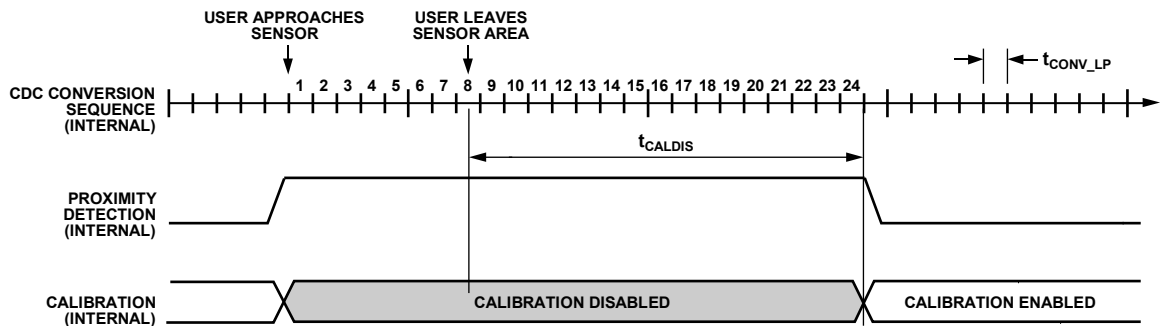 USER APPROACHES
SENSOR
USER LEAVES
SENSOR AREA
tCONV_LP
CDC CONVERSION
SEQUENCE
(INTERNAL)
1 2 3 4 5 6 7 8 9 10 11 12 13 14 15 16 17 18 19 20 21 22 23 24
tCALDIS
PROXIMITY
DETECTION
(INTERNAL)
CALIBRATION
(INTERNAL)
CALIBRATION DISABLED
CALIBRATION ENABLED